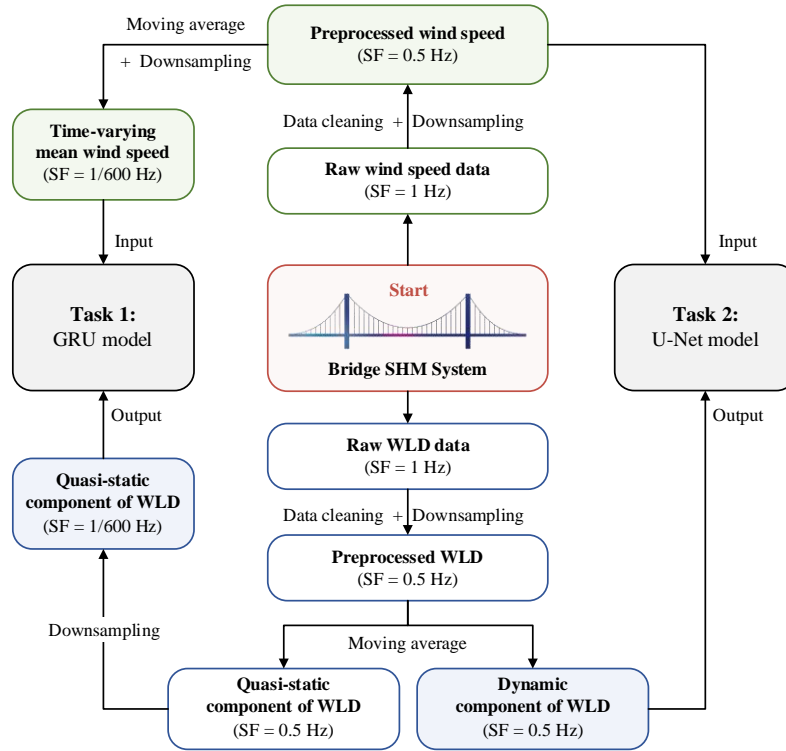 Moving average
+ Downsampling
Preprocessed wind speed
(SF = 0.5 Hz)
Data cleaning + Downsampling
Time-varying
mean wind speed
(SF = 1/600 Hz)
Raw wind speed data
(SF = 1 Hz)
Input
Input
Task 1:
GRU model
Start
Bridge SHM System
Task 2:
U-Net model
Output
Output
Raw WLD data
(SF = 1 Hz)
Quasi-static
component of WLD
(SF = 1/600 Hz)
Data cleaning + Downsampling
Preprocessed WLD
(SF = 0.5 Hz)
Downsampling
Moving average
Quasi-static
component of WLD
(SF = 0.5 Hz)
Dynamic
component of WLD
(SF = 0.5 Hz)